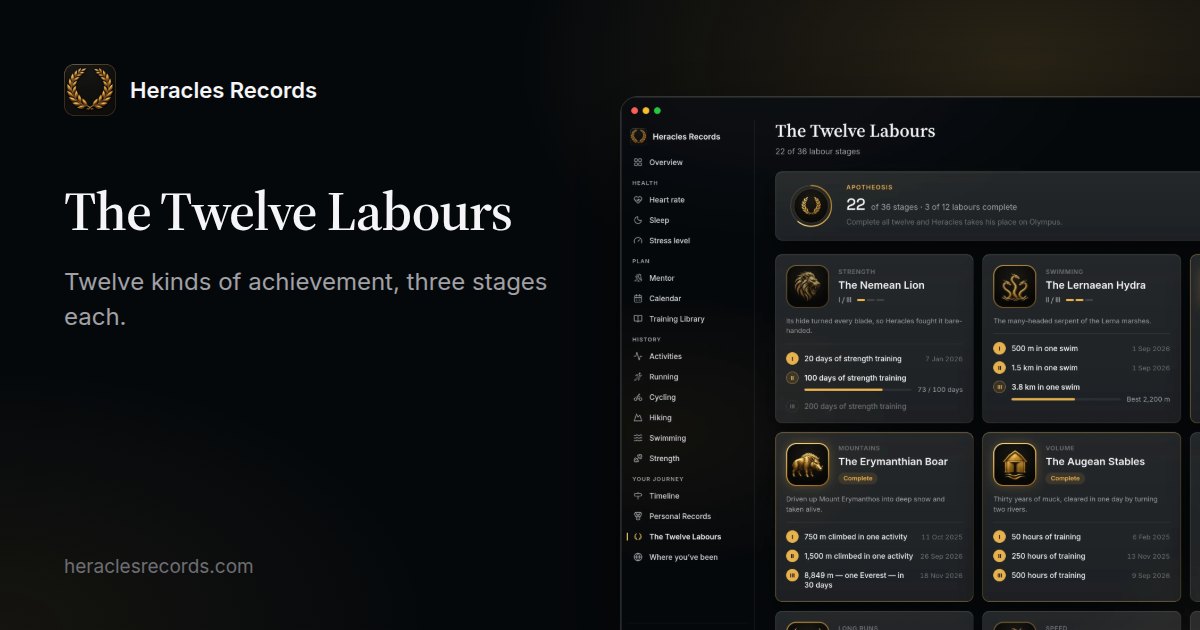 Heracles Records
The Twelve Labours
Twelve kinds of achievement, three stages
each.
heraclesrecords.com
Heracles Records
Overview
HEALTH
Heart rate
Sleep
Stress level
PLAN
Mentor
Calendar
Training Library
HISTORY
Activities
Running
Cycling
Hiking
Swimming
Strength
YOUR JOURNEY
Timeline
Personal Records
The Twelve Labours
Where you've been
The Twelve Labours
22 of 36 labour stages
APOTHEOSIS
22 of 36 stages · 3 of 12 labours complete
Complete all twelve and Heracles takes his place on Olympus.
STRENGTH
The Nemean Lion
I / III
Its hide turned every blade, so Heracles fought it bare-
handed.
I 20 days of strength training 7 Jan 2026
II 100 days of strength training
73 / 100 days
III 200 days of strength training
SWIMMING
The Lernaean Hydra
II / III
The many-headed serpent of the Lerna marshes.
I 500 m in one swim 1 Sep 2026
II 1.5 km in one swim 1 Sep 2026
III 3.8 km in one swim
Best 2,200 m
MOUNTAINS
The Erymanthian Boar
Complete
Driven up Mount Erymanthos into deep snow and
taken alive.
I 750 m climbed in one activity 11 Oct 2025
II 1,500 m climbed in one activity 26 Sep 2026
III 8,849 m — one Everest — in 18 Nov 2026
30 days
VOLUME
The Augean Stables
Complete
Thirty years of muck, cleared in one day by turning
two rivers.
I 50 hours of training 6 Feb 2025
II 250 hours of training 13 Nov 2025
III 500 hours of training 9 Sep 2026
LONG RUNS
SPEED